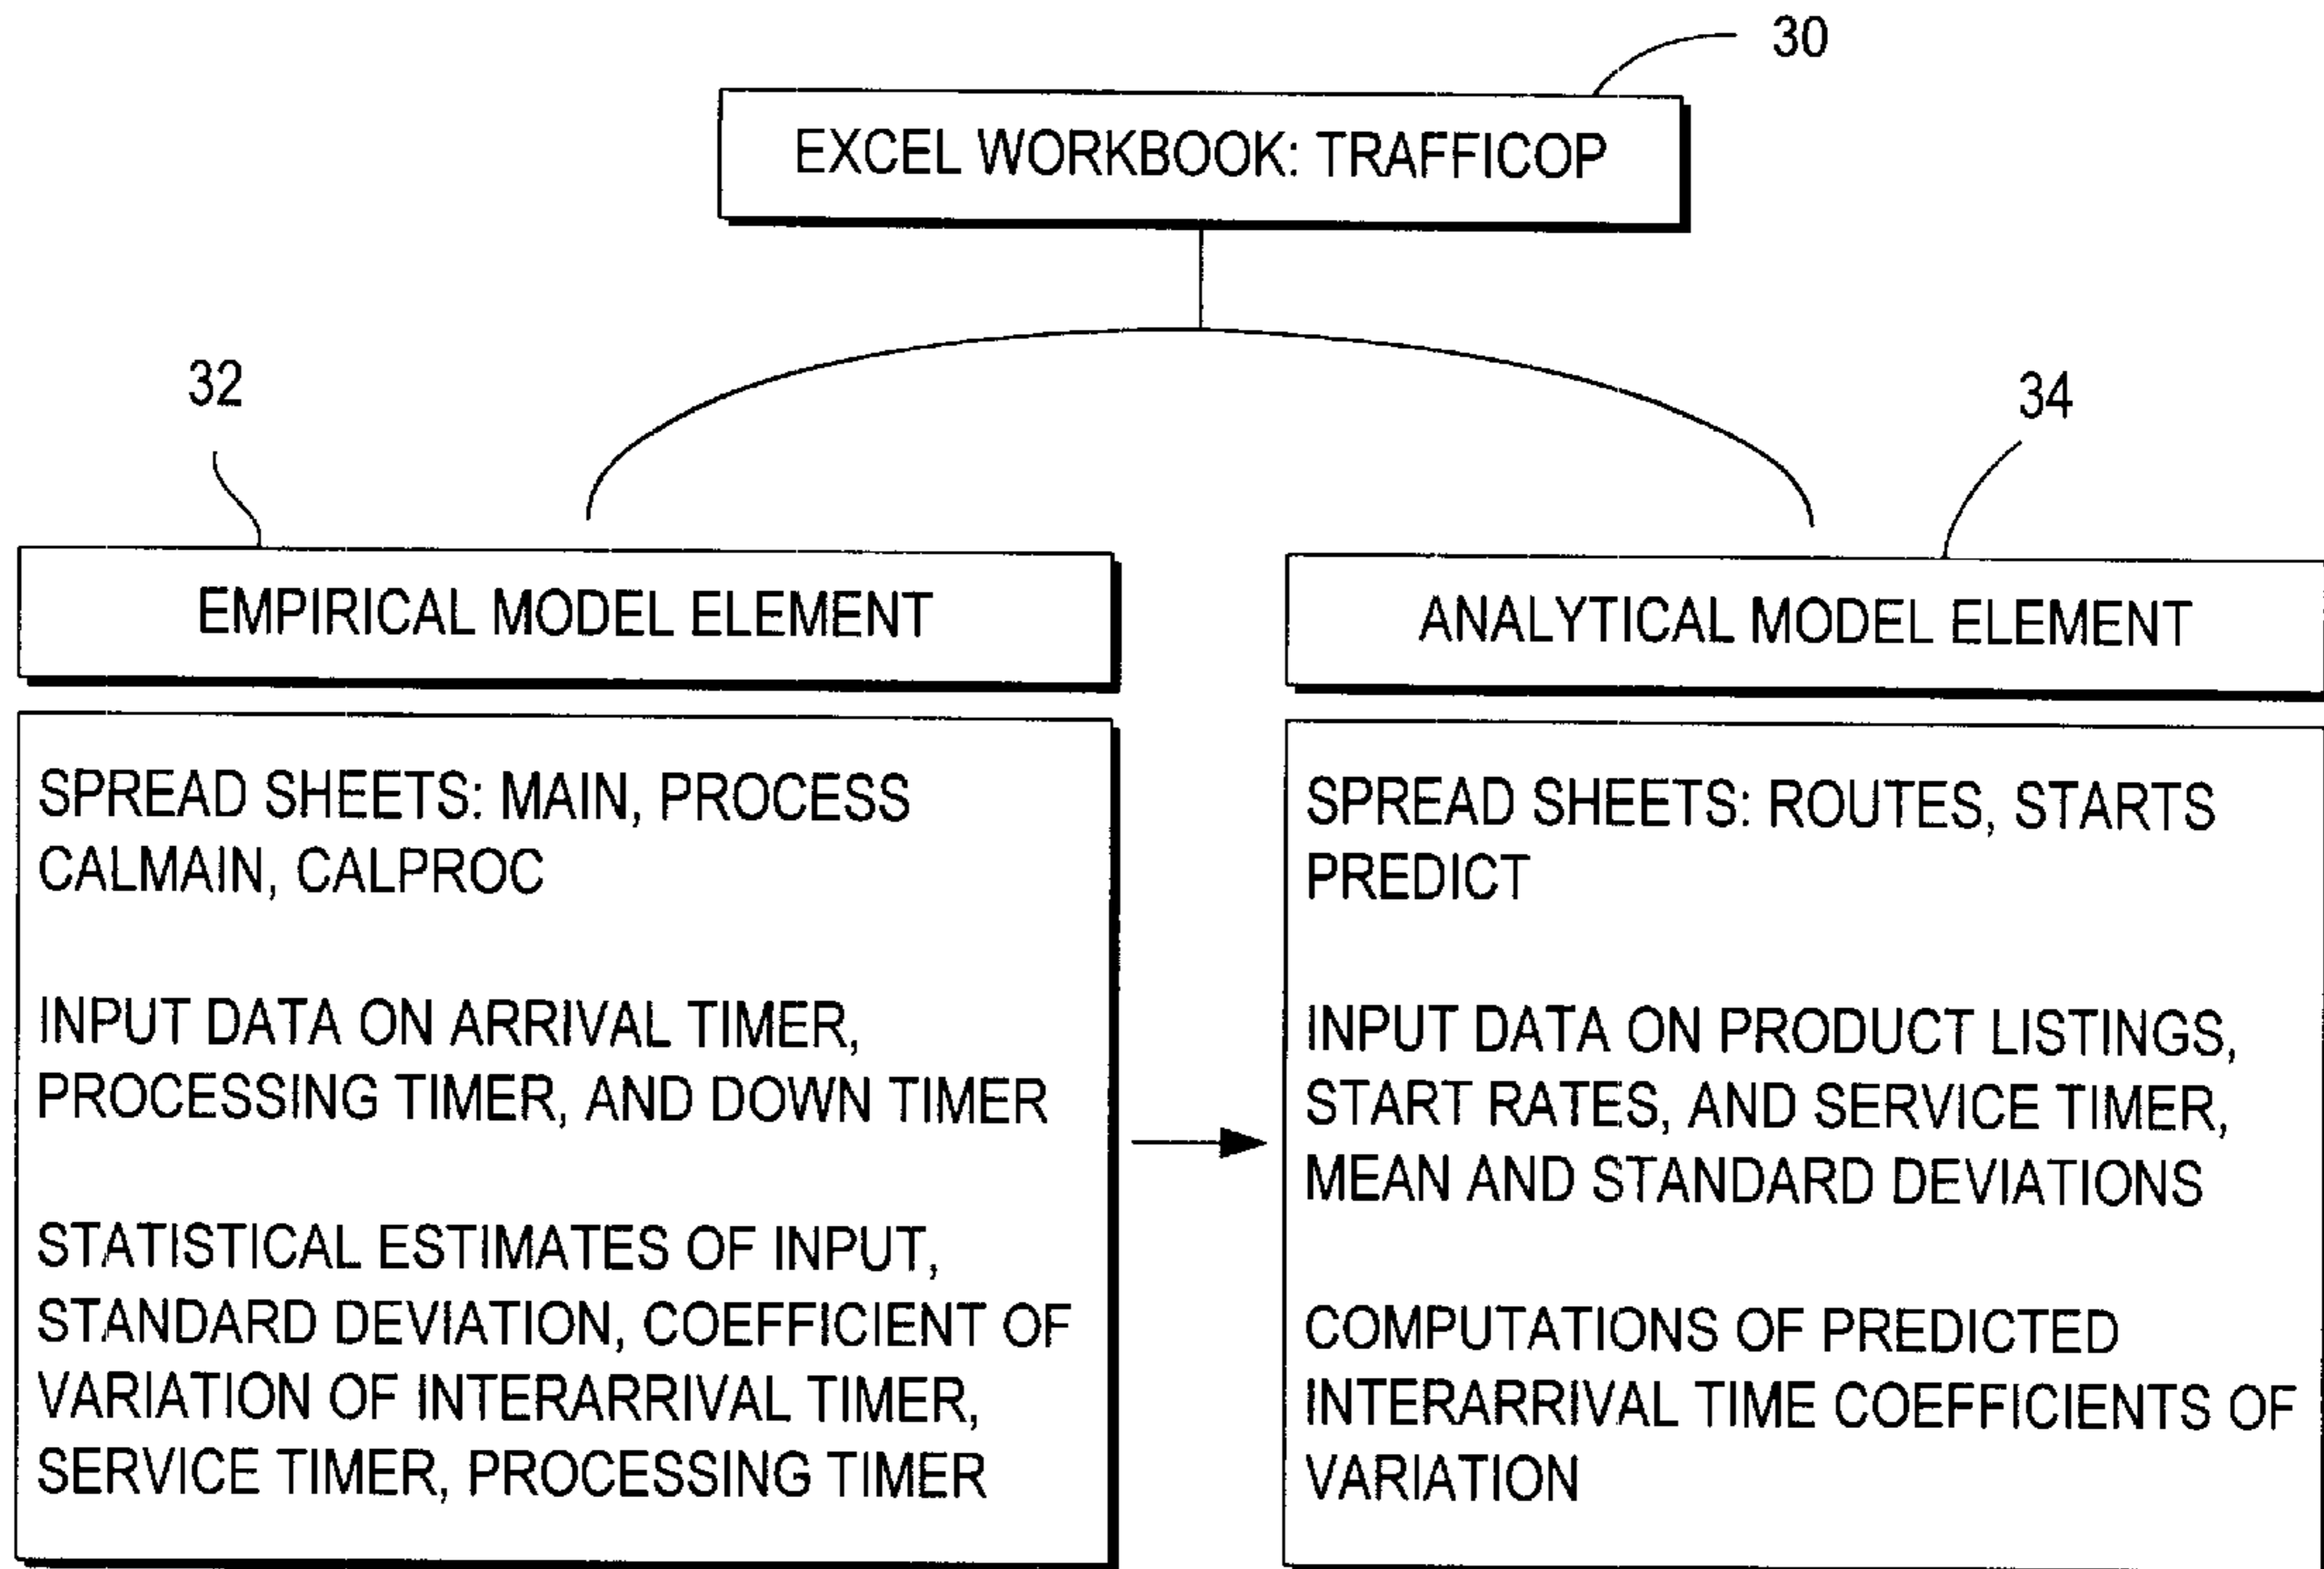 30
EXCEL WORKBOOK: TRAFFICOP
32
34
EMPIRICAL MODEL ELEMENT
ANALYTICAL MODEL ELEMENT
SPREAD SHEETS: MAIN, PROCESS
CALMAIN, CALPROC
INPUT DATA ON ARRIVAL TIMER,
PROCESSING TIMER, AND DOWN TIMER
STATISTICAL ESTIMATES OF INPUT,
STANDARD DEVIATION, COEFFICIENT OF
VARIATION OF INTERARRIVAL TIMER,
SERVICE TIMER, PROCESSING TIMER
SPREAD SHEETS: ROUTES, STARTS
PREDICT
INPUT DATA ON PRODUCT LISTINGS,
START RATES, AND SERVICE TIMER,
MEAN AND STANDARD DEVIATIONS
COMPUTATIONS OF PREDICTED
INTERARRIVAL TIME COEFFICIENTS OF
VARIATION